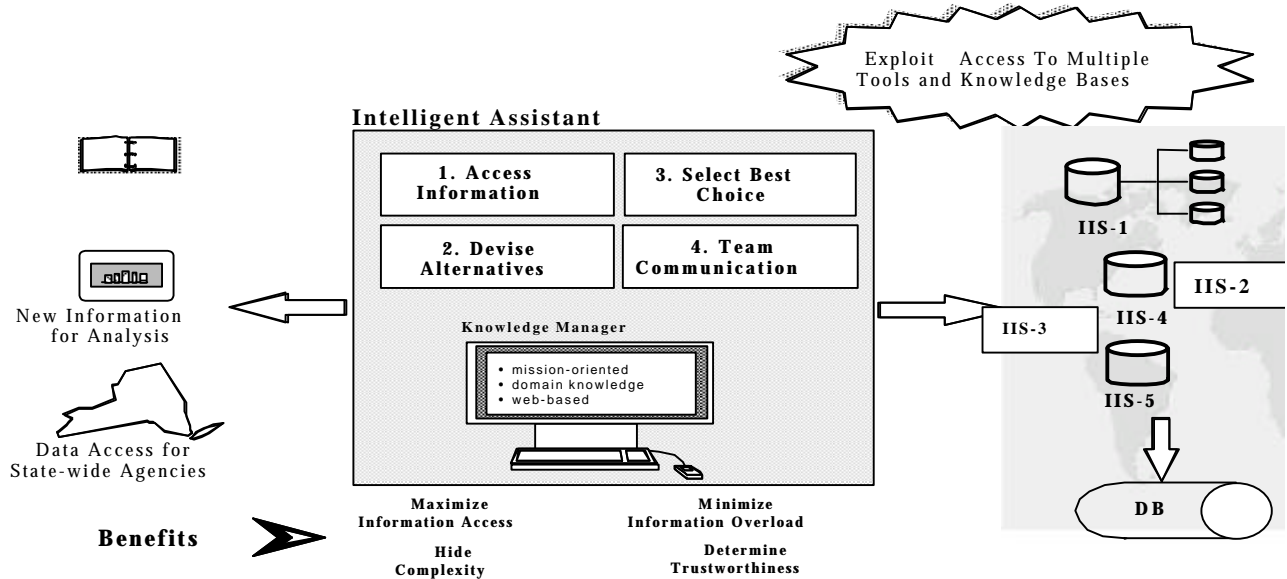 Exploit Access To Multiple
Tools and Knowledge Bases
Intelligent Assistant
1. Access
Information
3. Select Best
Choice
2. Devise
Alternatives
4. Team
Communication
Knowledge Manager
• mission-oriented
• domain knowledge
• web-based
New Information
for Analysis
Data Access for
State-wide Agencies
IIS-1
IIS-2
IIS-3
IIS-4
IIS-5
DB
Benefits
Maximize
Information Access
Minimize
Information Overload
Hide
Complexity
Determine
Trustworthiness